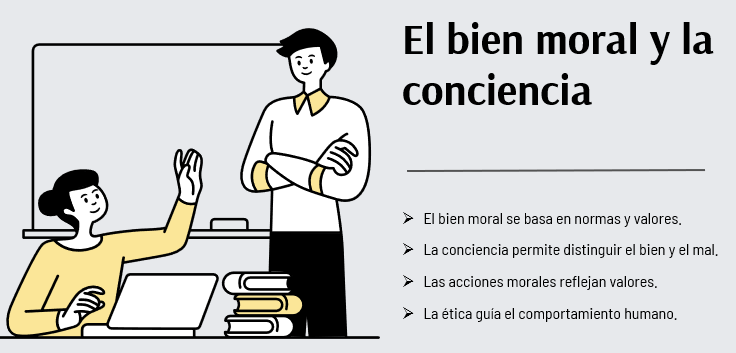 El bien moral y la
conciencia
El bien moral se basa en normas y valores.
La conciencia permite distinguir el bien y el mal.
Las acciones morales reflejan valores.
La ética guía el comportamiento humano.